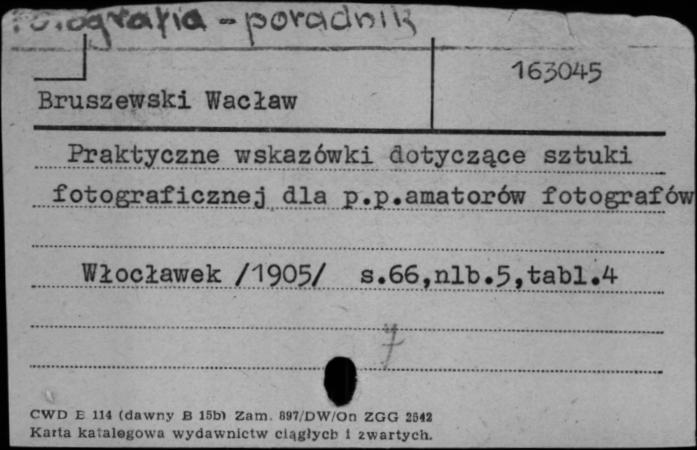 Fotografia - poradnik
163045
Bruszewski Wacław
Praktyczne wskazówki dotyczące sztuki
fotograficznej dla p.p.amatorów fotografów
Włocławek /1905/ s.66,nlb.5,tabl.4
7
CWD E 114 (dawny B 15b) Zam. 897/DW/On ZGG 2542
Karta katalogowa wydawnictw ciągłych i zwartych.